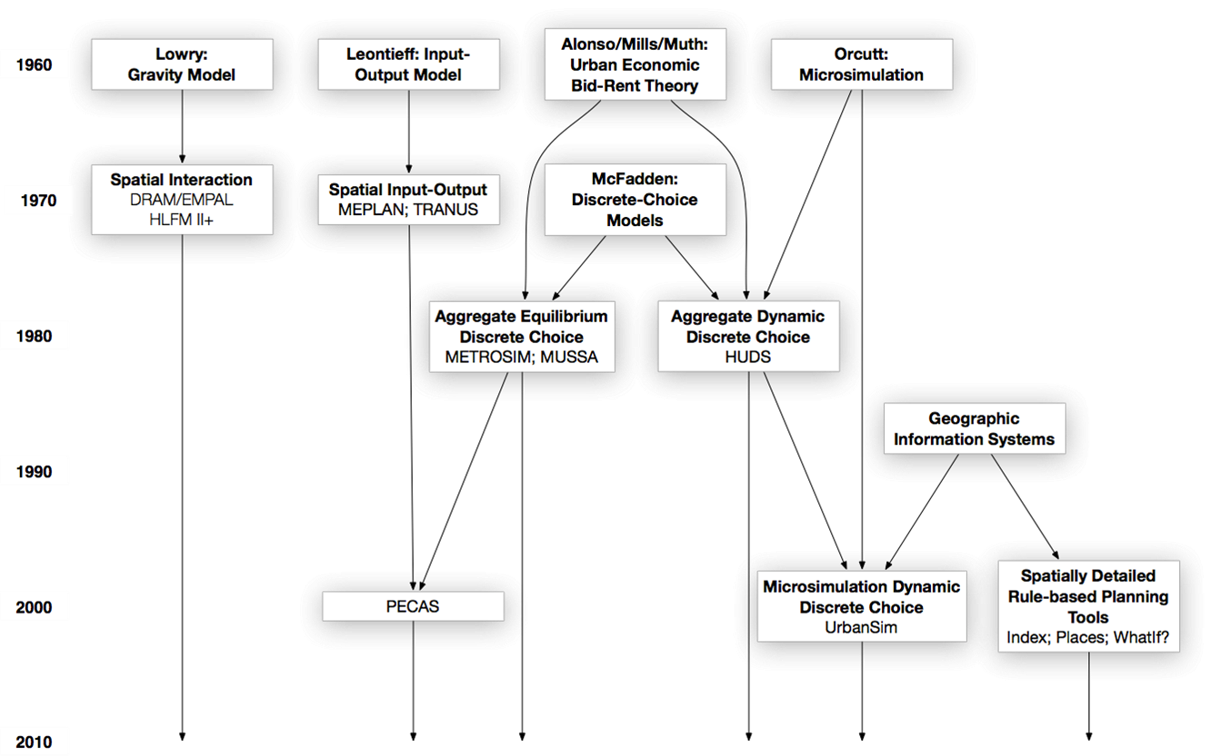 1960
Lowry:
Gravity Model
Leontieff: Input-
Output Model
Alonso/Mills/Muth:
Urban Economic
Bid-Rent Theory
Orcutt:
Microsimulation
1970
Spatial Interaction
DRAM/EMPAL
HLFM II+
Spatial Input-Output
MEPLAN; TRANUS
McFadden:
Discrete-Choice
Models
1980
Aggregate Equilibrium
Discrete Choice
METROSIM; MUSSA
Aggregate Dynamic
Discrete Choice
HUDS
Geographic
Information Systems
1990
2000
PECAS
Microsimulation Dynamic
Discrete Choice
UrbanSim
Spatially Detailed
Rule-based Planning
Tools
Index; Places; WhatIf?
2010